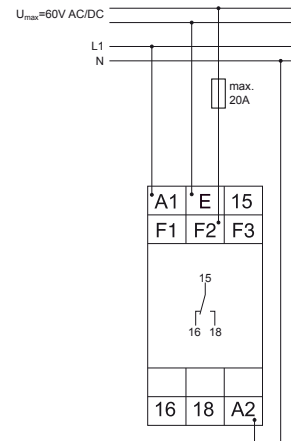 Umax=60V AC/DC
L1
N
max.
20A
A1 E 15
F1 F2 F3
15
16 18
16 18 A2